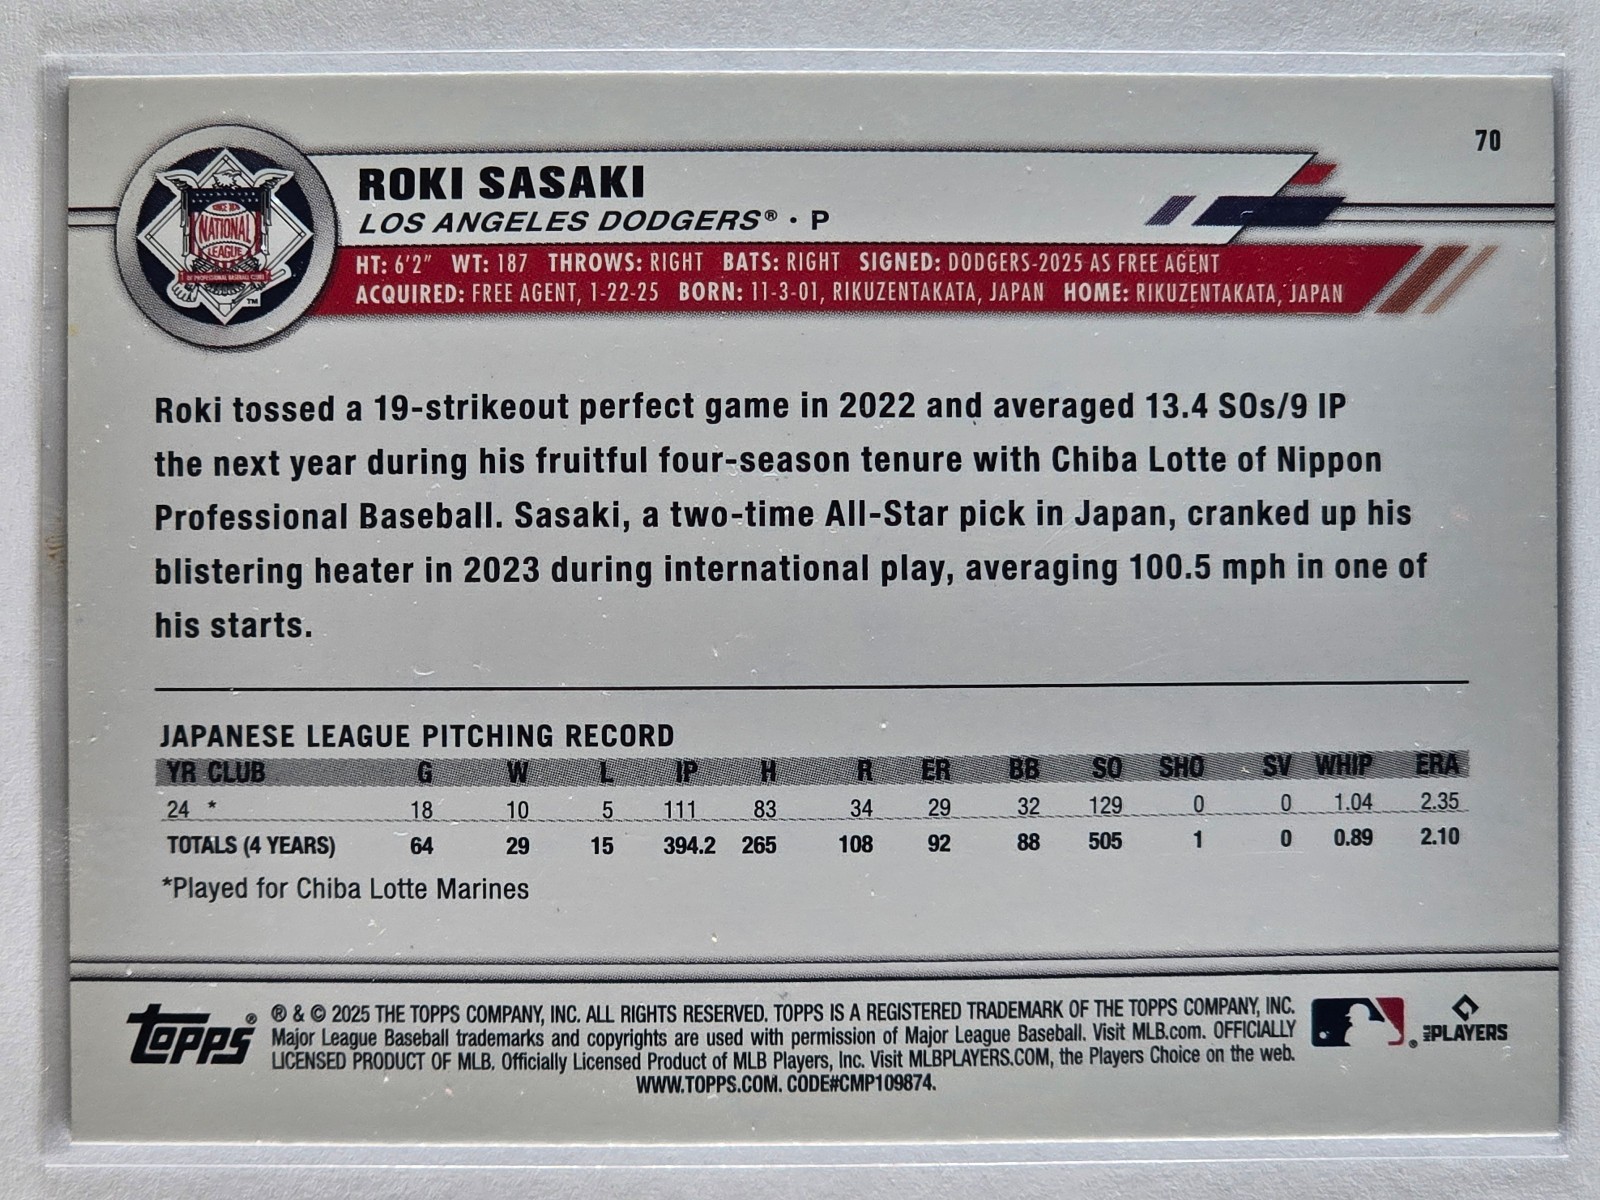 70
SINCE 1876
NATIONAL
LEAGUE
OF PROFESSIONAL BASEBALL CLUBS
TM
ROKI SASAKI
LOS ANGELES DODGERS® • P
HT: 6'2" WT: 187 THROWS: RIGHT BATS: RIGHT SIGNED: DODGERS-2025 AS FREE AGENT
ACQUIRED: FREE AGENT, 1-22-25 BORN: 11-3-01, RIKUZENTAKATA, JAPAN HOME: RIKUZENTAKATA, JAPAN
Roki tossed a 19-strikeout perfect game in 2022 and averaged 13.4 SOs/9 IP
the next year during his fruitful four-season tenure with Chiba Lotte of Nippon
Professional Baseball. Sasaki, a two-time All-Star pick in Japan, cranked up his
blistering heater in 2023 during international play, averaging 100.5 mph in one of
his starts.
JAPANESE LEAGUE PITCHING RECORD
YR CLUB G W L IP H R ER BB SO SHO SV WHIP ERA
24 * 18 10 5 111 83 34 29 32 129 0 0 1.04 2.35
TOTALS (4 YEARS) 64 29 15 394.2 265 108 92 88 505 1 0 0.89 2.10
*Played for Chiba Lotte Marines
Topps®
® & © 2025 THE TOPPS COMPANY, INC. ALL RIGHTS RESERVED. TOPPS IS A REGISTERED TRADEMARK OF THE TOPPS COMPANY, INC.
Major League Baseball trademarks and copyrights are used with permission of Major League Baseball. Visit MLB.com. OFFICIALLY
LICENSED PRODUCT OF MLB. Officially Licensed Product of MLB Players, Inc. Visit MLBPLAYERS.COM, the Players Choice on the web.
WWW.TOPPS.COM. CODE#CMP109874.
®
MLB PLAYERS